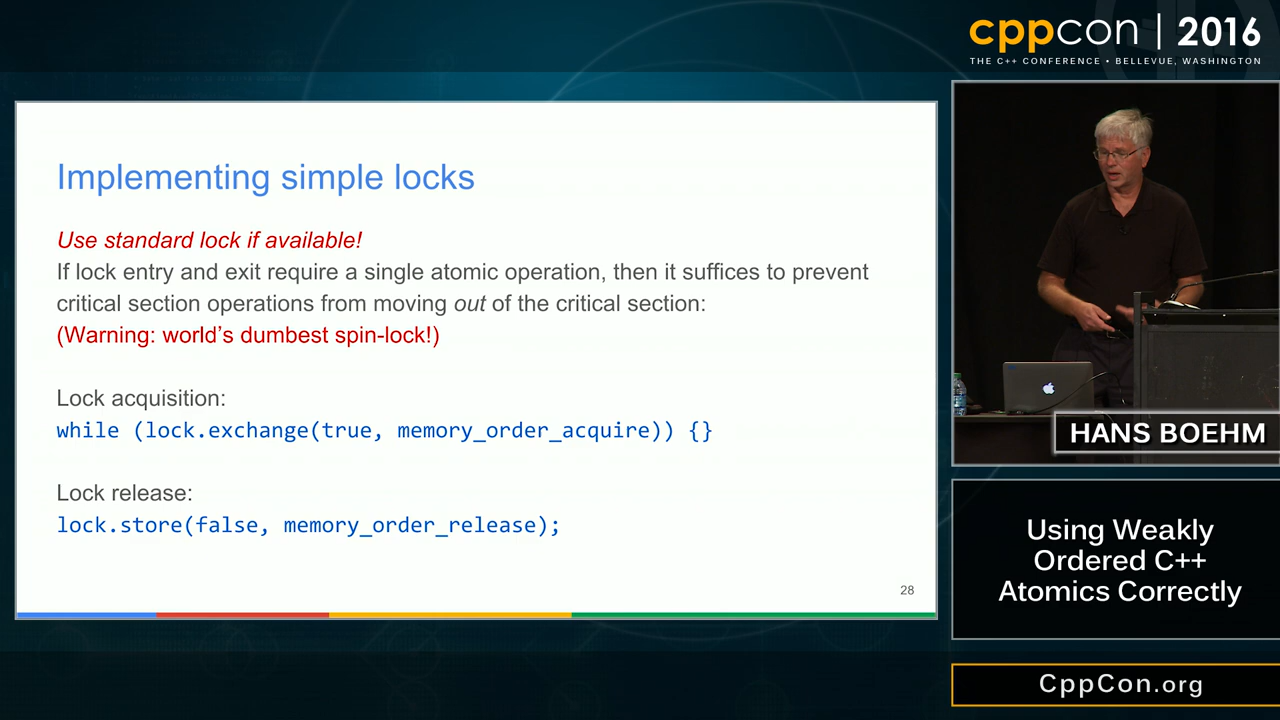 cppcon | 2016
THE C++ CONFERENCE • BELLEVUE, WASHINGTON
Implementing simple locks
Use standard lock if available!
If lock entry and exit require a single atomic operation, then it suffices to prevent
critical section operations from moving out of the critical section:
(Warning: world's dumbest spin-lock!)
Lock acquisition:
while (lock.exchange(true, memory_order_acquire)) {}
Lock release:
lock.store(false, memory_order_release);
28
HANS BOEHM
Using Weakly
Ordered C++
Atomics Correctly
CppCon.org